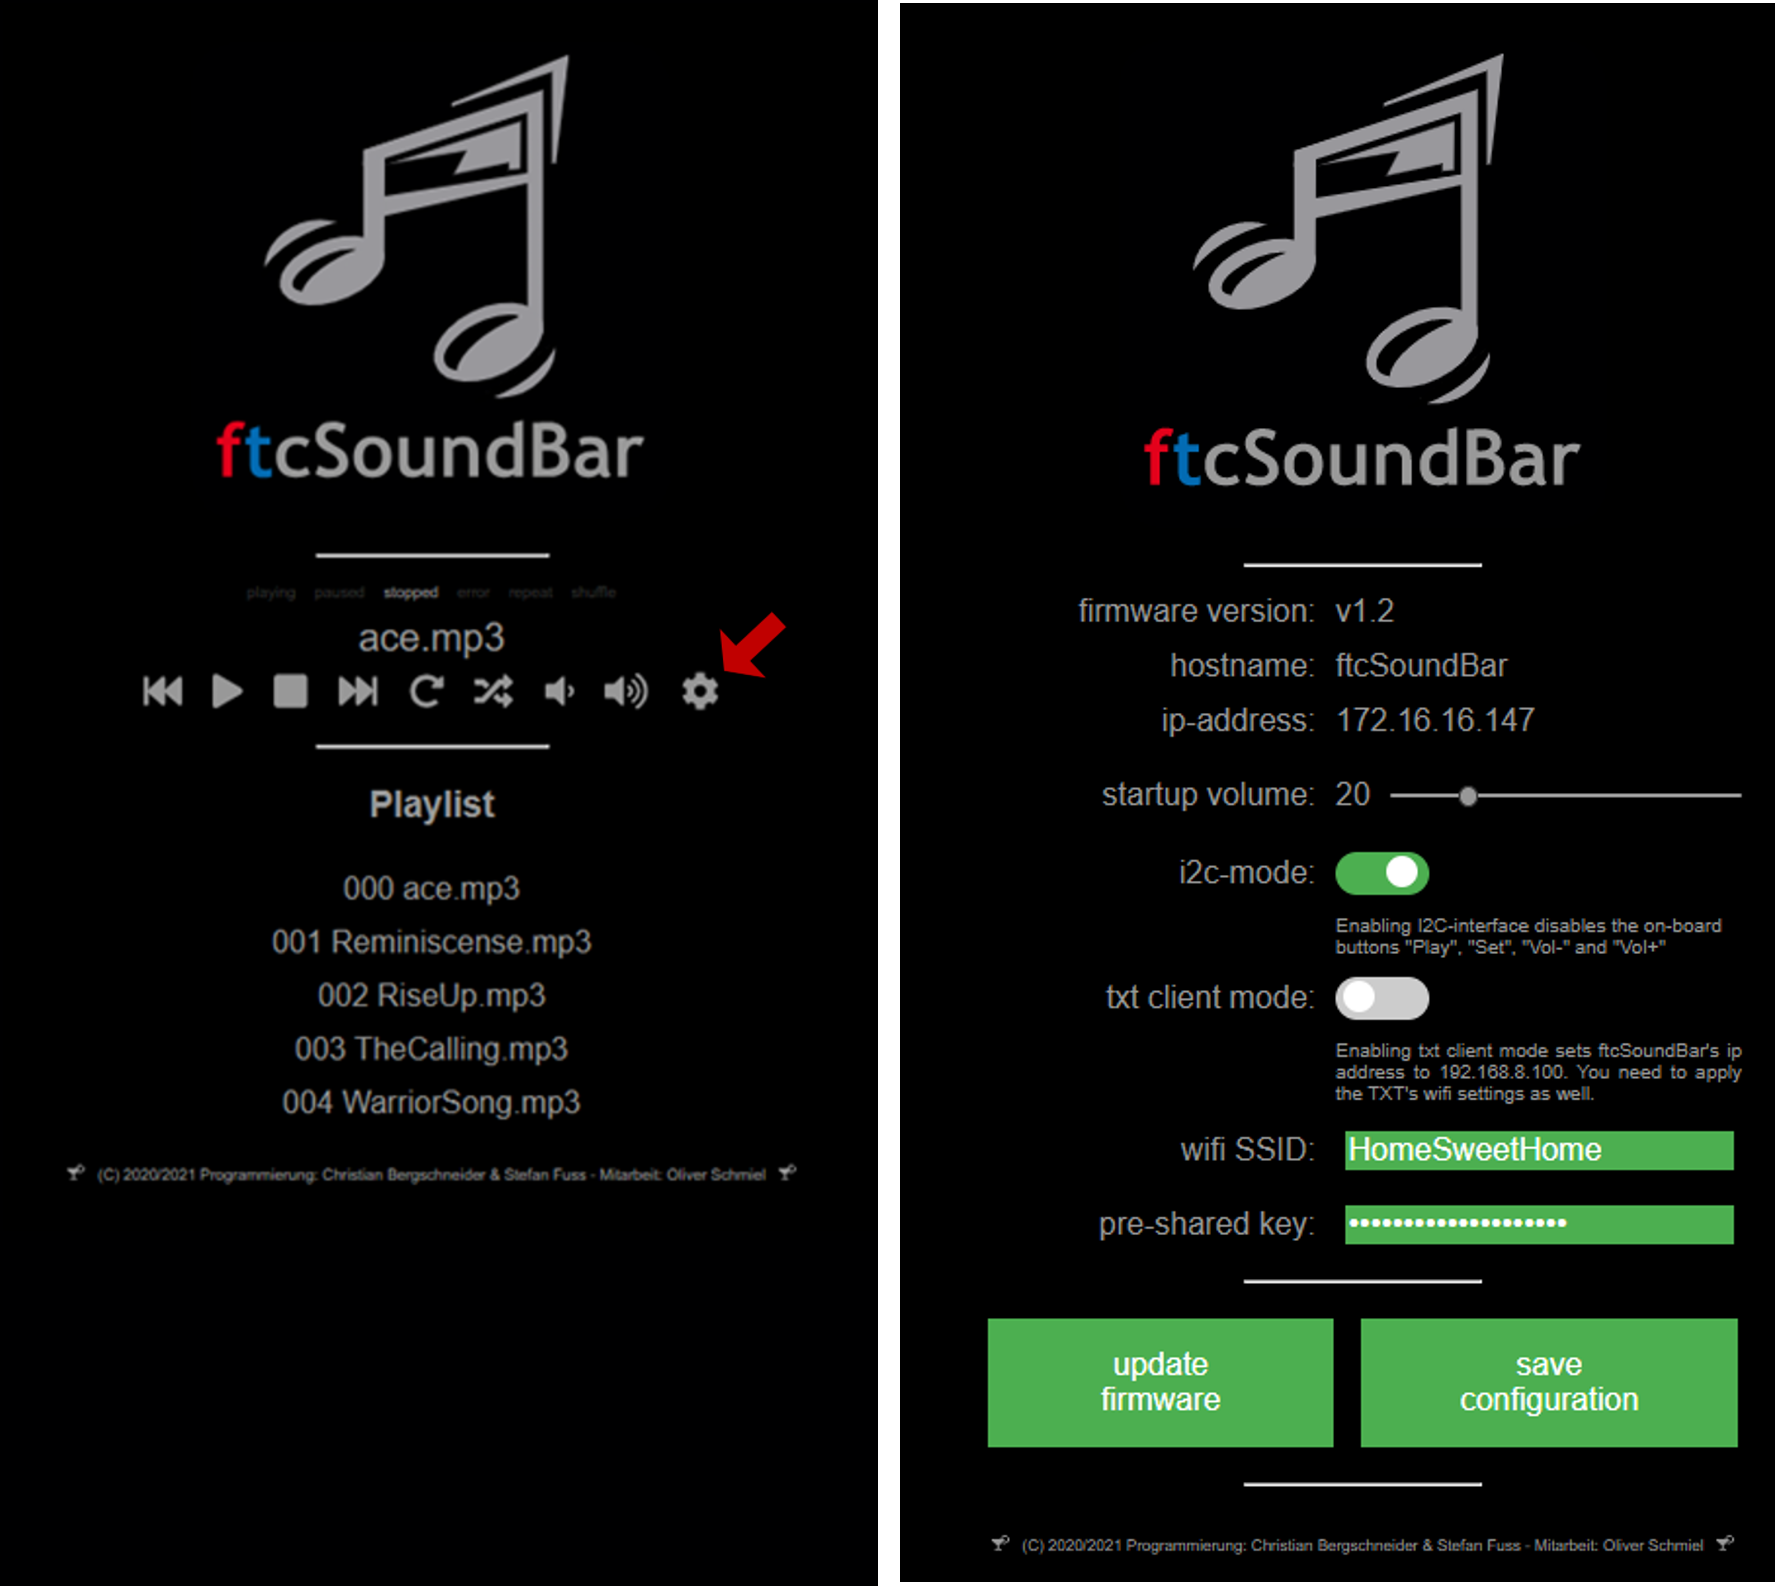 ftcSoundBar
playing paused stopped error repeat shuffle
ace.mp3
Playlist
000 ace.mp3
001 Reminiscense.mp3
002 RiseUp.mp3
003 TheCalling.mp3
004 WarriorSong.mp3
(C) 2020/2021 Programmierung: Christian Bergschneider & Stefan Fuss - Mitarbeit: Oliver Schmiel
ftcSoundBar
firmware version: v1.2
hostname: ftcSoundBar
ip-address: 172.16.16.147
startup volume: 20
i2c-mode:
Enabling I2C-interface disables the on-board
buttons "Play", "Set", "Vol-" and "Vol+"
txt client mode:
Enabling txt client mode sets ftcSoundBar's ip
address to 192.168.8.100. You need to apply
the TXT's wifi settings as well.
wifi SSID: HomeSweetHome
pre-shared key: ••••••••••••••••••••
update
firmware
save
configuration
(C) 2020/2021 Programmierung: Christian Bergschneider & Stefan Fuss - Mitarbeit: Oliver Schmiel